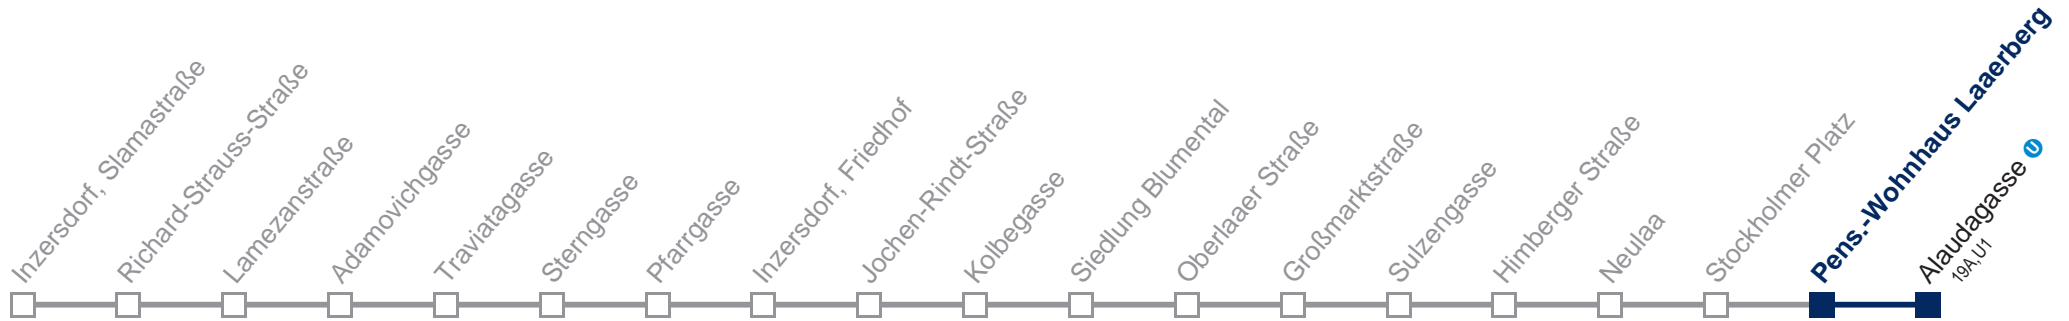 Inzersdorf, Slamastraße
Richard-Strauss-Straße
Lamezanstraße
Adamovichgasse
Traviatagasse
Sterngasse
Pfarrgasse
Inzersdorf, Friedhof
Jochen-Rindt-Straße
Kolbegasse
Siedlung Blumental
Oberlaaer Straße
Großmarktstraße
Sulzengasse
Himberger Straße
Neulaa
Stockholmer Platz
Pens.-Wohnhaus Laaerberg
Alaudagasse U
19A,U1